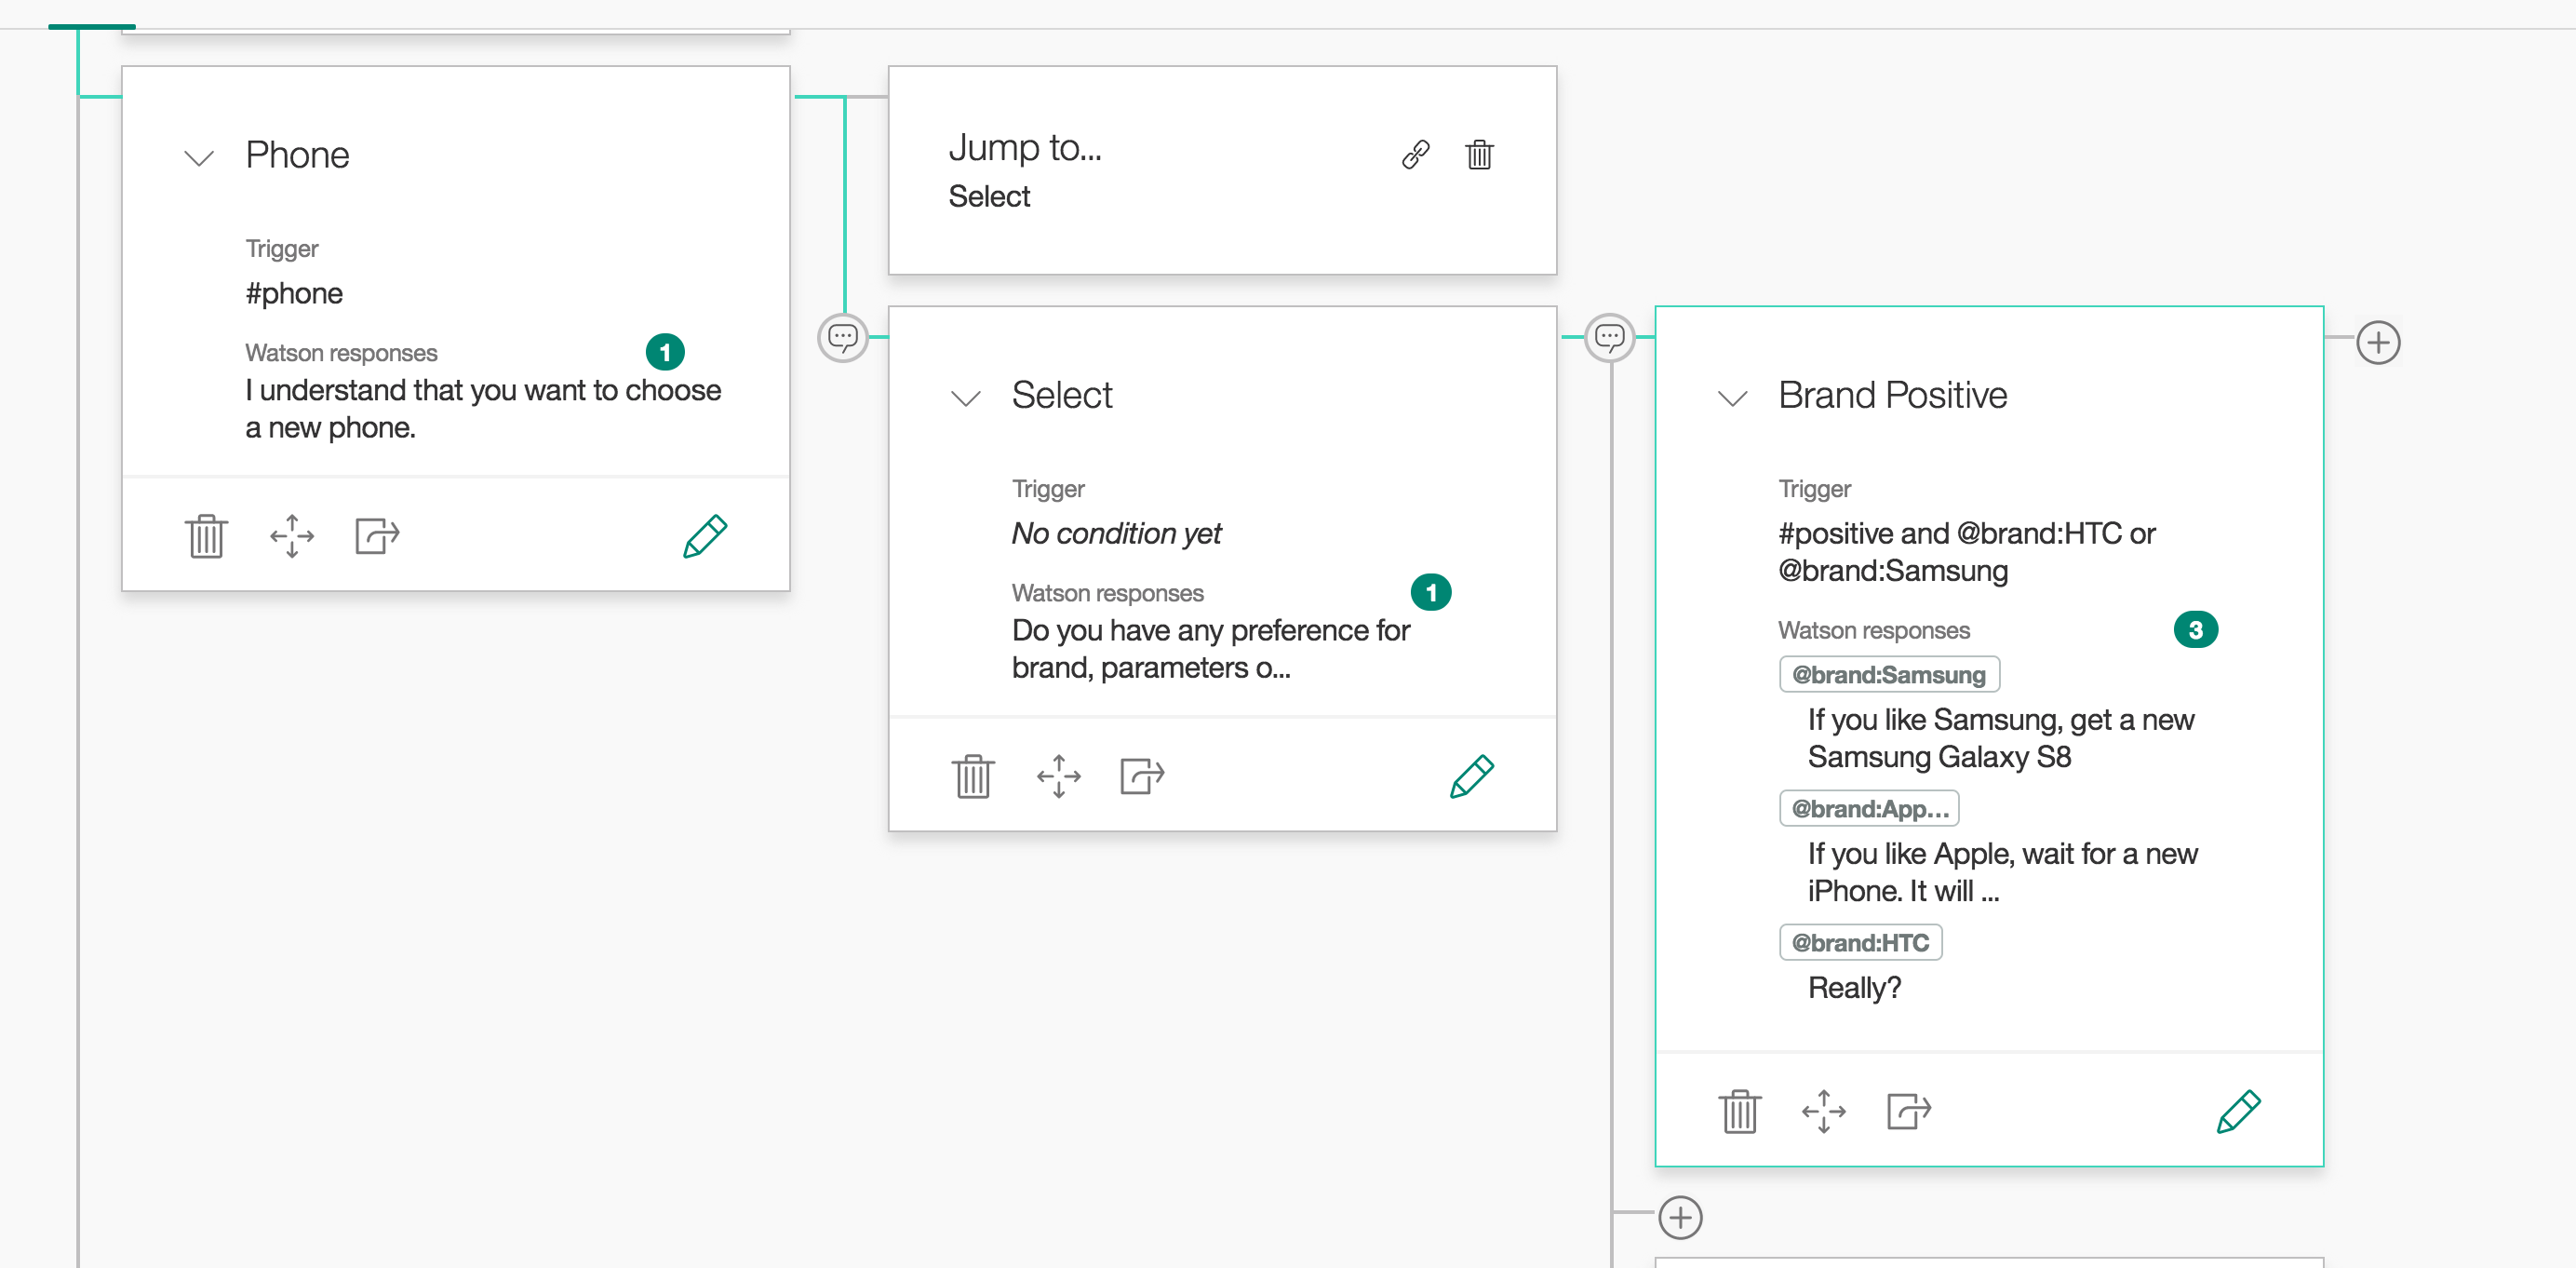 Phone
Trigger
#phone
Watson responses
1
I understand that you want to choose
a new phone.
Jump to...
Select
Select
Trigger
No condition yet
Watson responses
1
Do you have any preference for
brand, parameters o...
Brand Positive
Trigger
#positive and @brand:HTC or
@brand:Samsung
Watson responses
3
@brand:Samsung
If you like Samsung, get a new
Samsung Galaxy S8
@brand:App...
If you like Apple, wait for a new
iPhone. It will ...
@brand:HTC
Really?